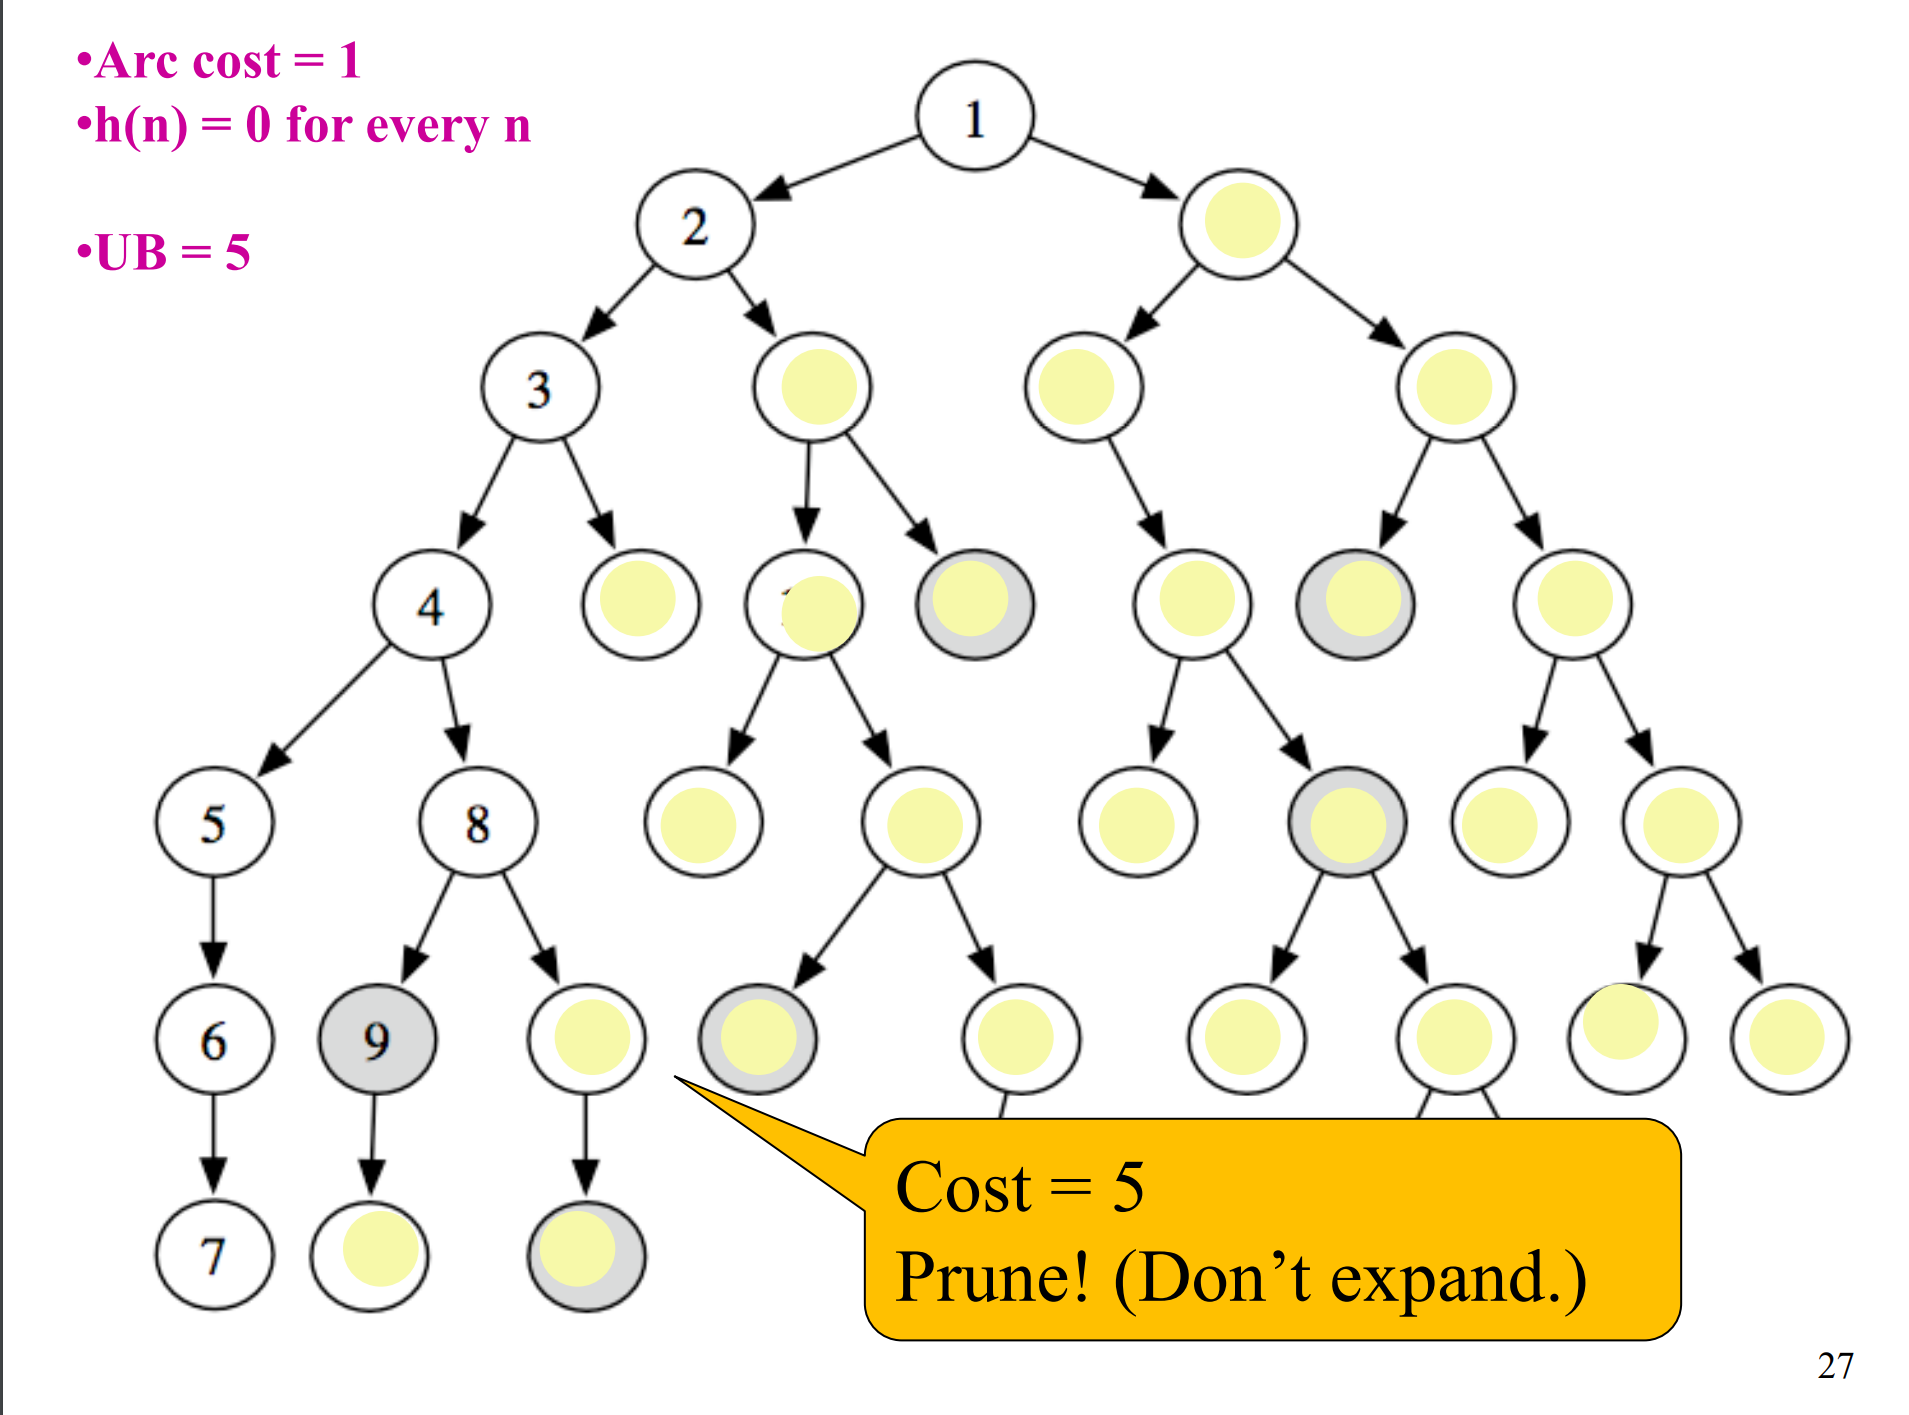 •Arc cost = 1
•h(n) = 0 for every n
•UB = 5
1
2
3
4
5
8
6
9
7
Cost = 5
Prune! (Don’t expand.)
27